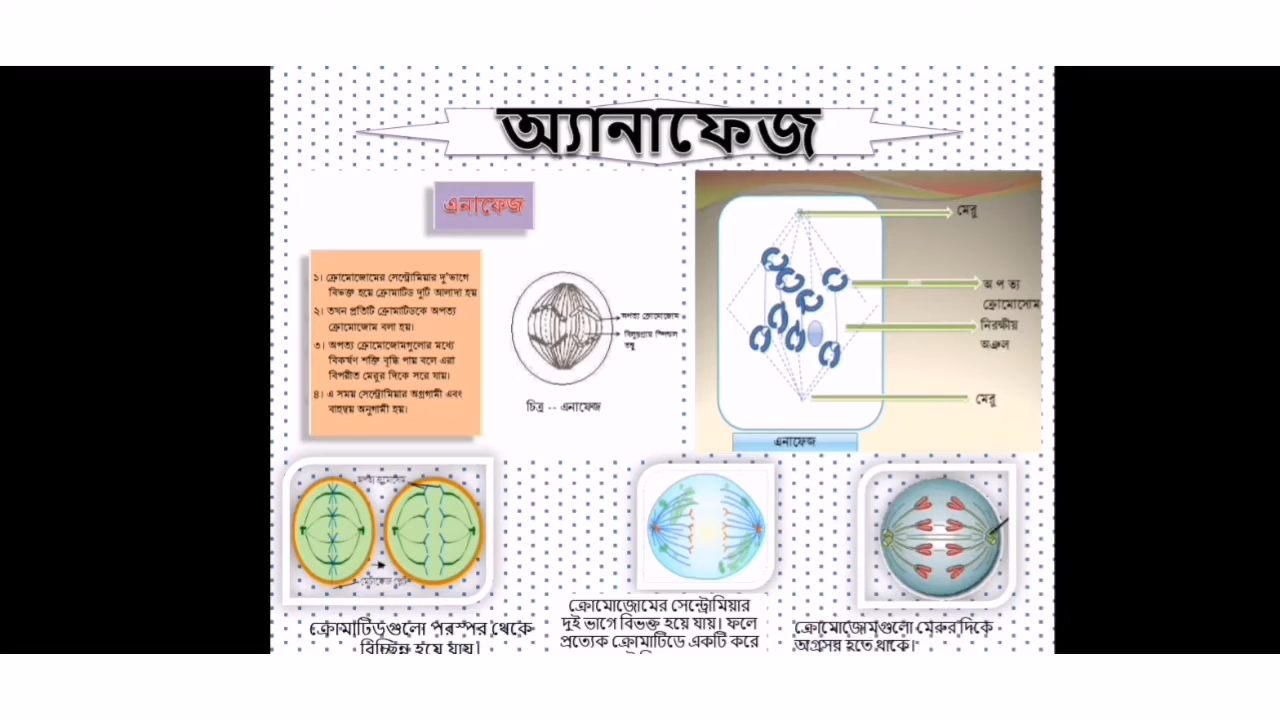 অ্যানাফেজ
এনাফেজ
১। ক্রোমোজোমের সেন্ট্রোমিয়ার দু'ভাগে
বিভক্ত হয়ে ক্রোমাটিড দুটি আলাদা হয়
২। তখন প্রতিটি ক্রোমাটিডকে অপত্য
ক্রোমোজোম বলা হয়।
৩। অপত্য ক্রোমোজোমগুলোর মধ্যে
বিকর্ষণ শক্তি বৃদ্ধি পায় বলে এরা
বিপরীত মেরুর দিকে সরে যায়।
৪। এ সময় সেন্ট্রোমিয়ার অগ্রগামী এবং
বাহুদ্বয় অনুগামী হয়।
অপত্য ক্রোমোজোম
তন্তু
চিত্র -- এনাফেজ
মেরু
অ প ত্য
ক্রোমোসোম
নিরক্ষীয়
অঞ্চল
মেরু
এনাফেজ
ক্রোমাটিডগুলো পরস্পর থেকে
বিচ্ছিন্ন হয়ে যায়।
ক্রোমোজোমের সেন্ট্রোমিয়ার
দুই ভাগে বিভক্ত হয়ে যায়। ফলে
প্রত্যেক ক্রোমাটিডে একটি করে
ক্রোমোজোমগুলো মেরুর দিকে
অগ্রসর হতে থাকে।